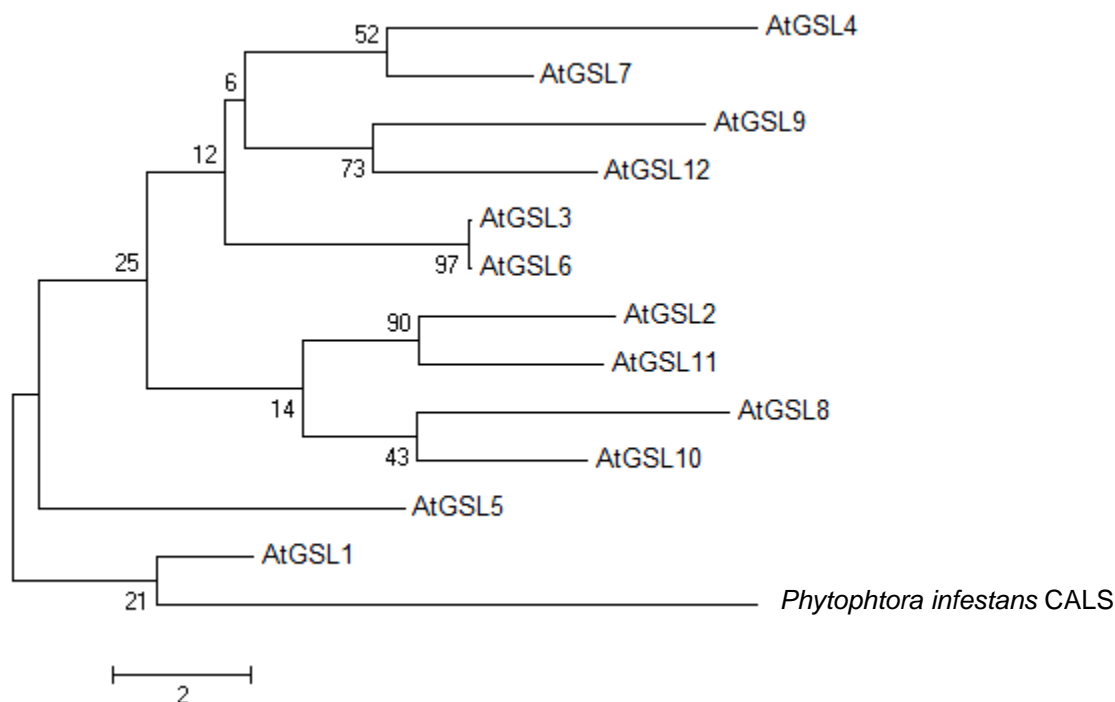 52
AtGSL4
AtGSL7
6
AtGSL9
12
73
AtGSL12
AtGSL3
97
AtGSL6
25
90
AtGSL2
AtGSL11
14
AtGSL8
43
AtGSL10
AtGSL5
AtGSL1
21
Phytophtora infestans CALS
2